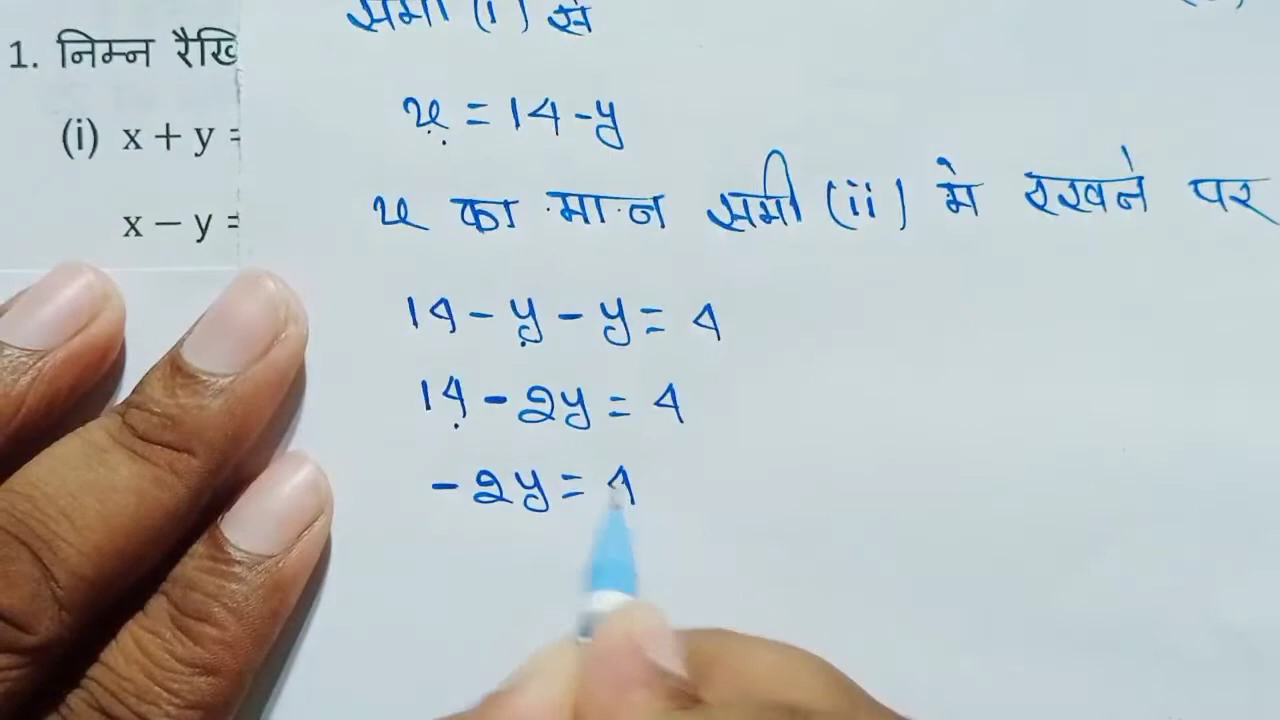 समी (i) से
1. निम्न रैखि
(i) x + y =
x − y =
x = 14 - y
x का मान समी (ii) मे रखने पर
14 - y - y = 4
14 - 2y = 4
- 2y = 4